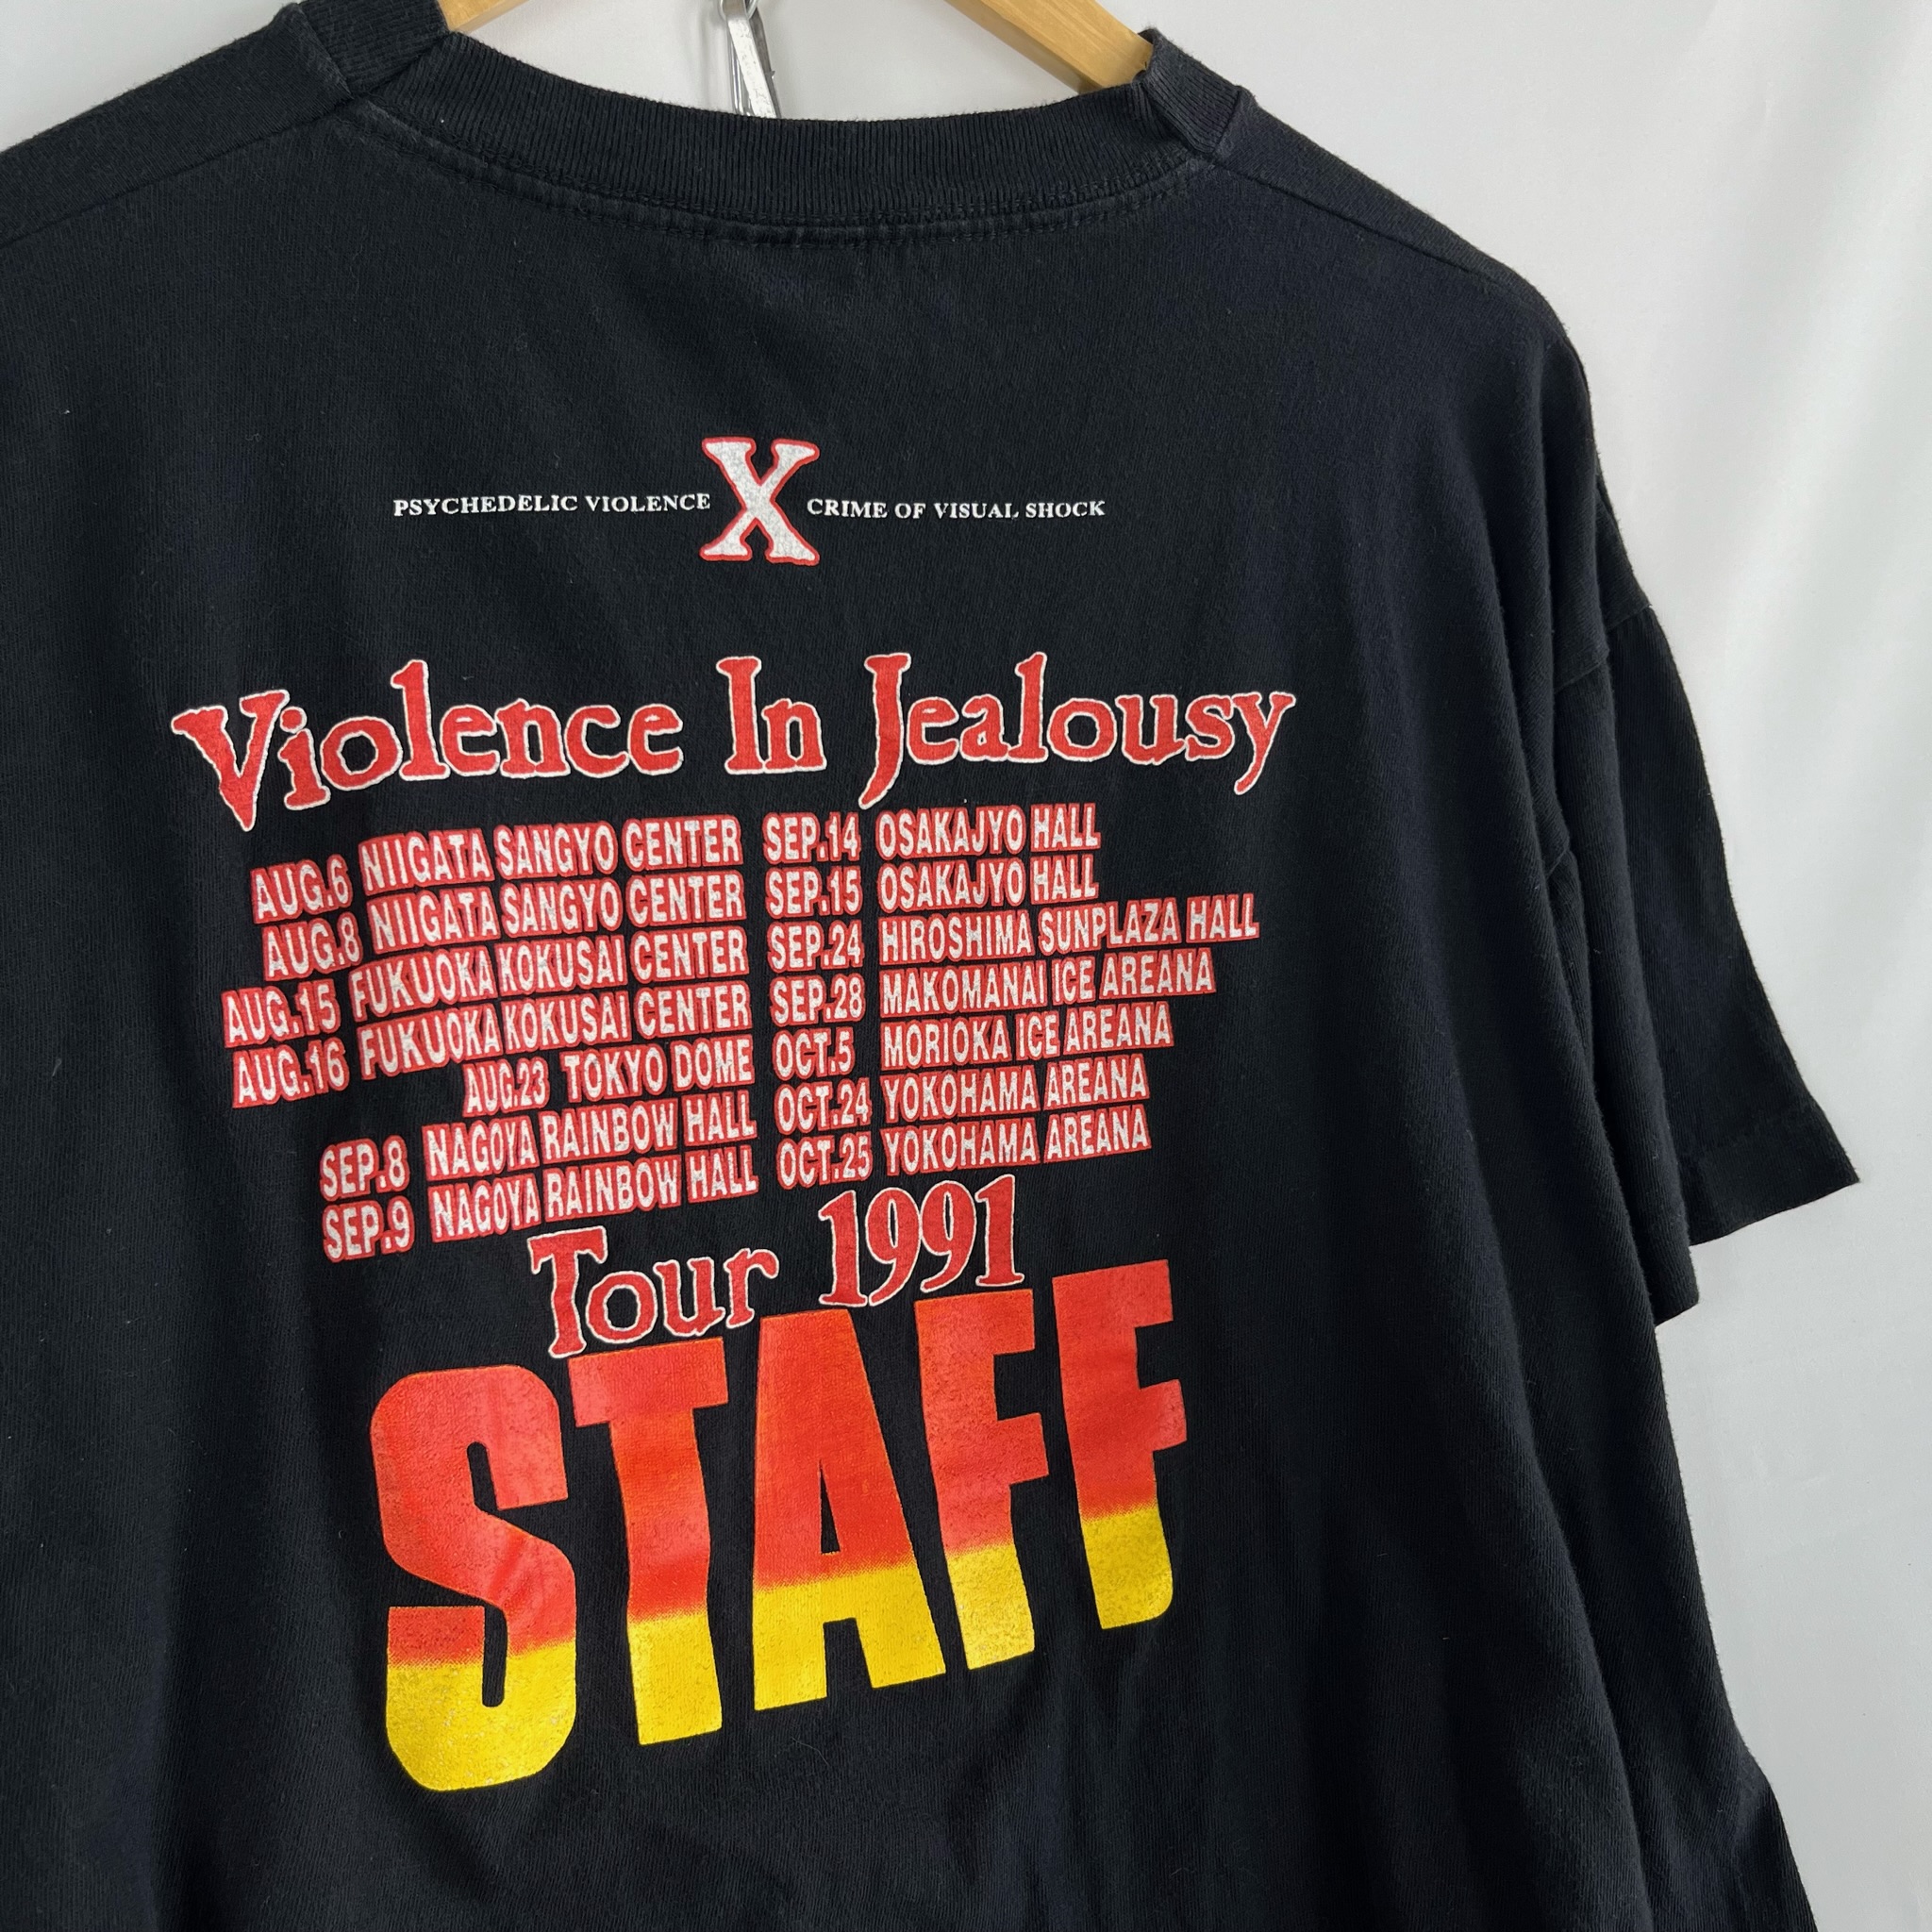 PSYCHEDELIC VIOLENCE X CRIME OF VISUAL SHOCK
Violence In Jealousy
AUG.6 NIIGATA SANGYO CENTER
AUG.8 NIIGATA SANGYO CENTER
AUG.15 FUKUOKA KOKUSAI CENTER
AUG.16 FUKUOKA KOKUSAI CENTER
AUG.23 TOKYO DOME
SEP.8 NAGOYA RAINBOW HALL
SEP.9 NAGOYA RAINBOW HALL
SEP.14 OSAKAJYO HALL
SEP.15 OSAKAJYO HALL
SEP.24 HIROSHIMA SUNPLAZA HALL
SEP.28 MAKOMANAI ICE AREANA
OCT.5 MORIOKA ICE AREANA
OCT.24 YOKOHAMA AREANA
OCT.25 YOKOHAMA AREANA
Tour 1991
STAFF